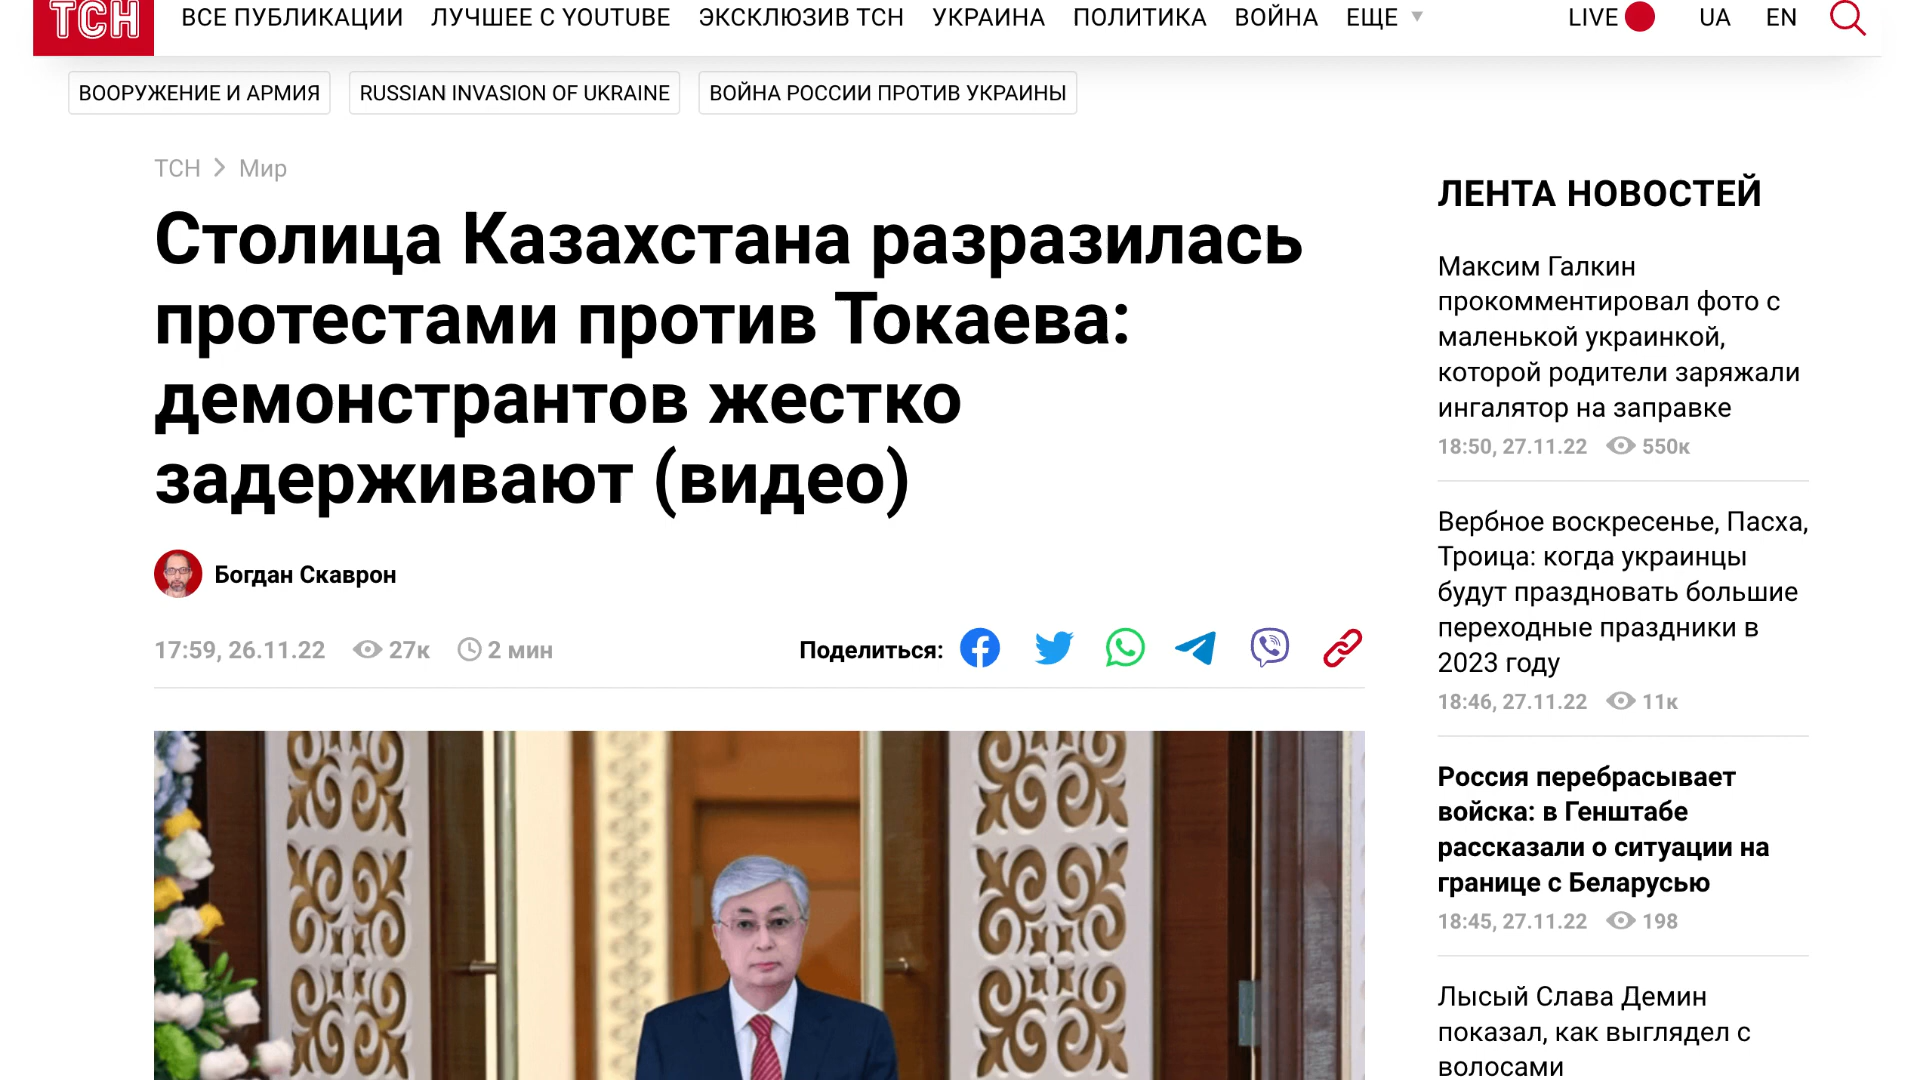 ТСН
ВСЕ ПУБЛИКАЦИИ ЛУЧШЕЕ С YOUTUBE ЭКСКЛЮЗИВ ТСН УКРАИНА ПОЛИТИКА ВОЙНА ЕЩЕ LIVE UA EN
ВООРУЖЕНИЕ И АРМИЯ RUSSIAN INVASION OF UKRAINE ВОЙНА РОССИИ ПРОТИВ УКРАИНЫ
ТСН > Мир
Столица Казахстана разразилась
протестами против Токаева:
демонстрантов жестко
задерживают (видео)
Богдан Скаврон
17:59, 26.11.22 27к 2 мин
Поделиться:
ЛЕНТА НОВОСТЕЙ
Максим Галкин
прокомментировал фото с
маленькой украинкой,
которой родители заряжали
ингалятор на заправке
18:50, 27.11.22 550к
Вербное воскресенье, Пасха,
Троица: когда украинцы
будут праздновать большие
переходные праздники в
2023 году
18:46, 27.11.22 11к
Россия перебрасывает
войска: в Генштабе
рассказали о ситуации на
границе с Беларусью
18:45, 27.11.22 198
Лысый Слава Демин
показал, как выглядел с
волосами